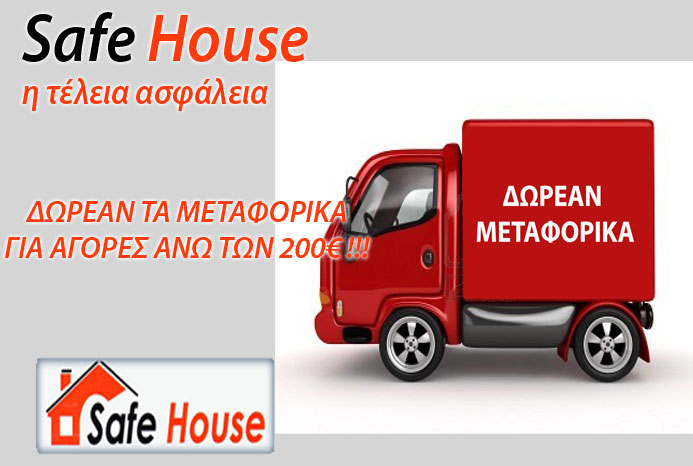 Safe House
η τέλεια ασφάλεια
ΔΩΡΕΑΝ ΤΑ ΜΕΤΑΦΟΡΙΚΑ
ΓΙΑ ΑΓΟΡΕΣ ΑΝΩ ΤΩΝ 200€ !!!
ΔΩΡΕΑΝ
ΜΕΤΑΦΟΡΙΚΑ
Safe House